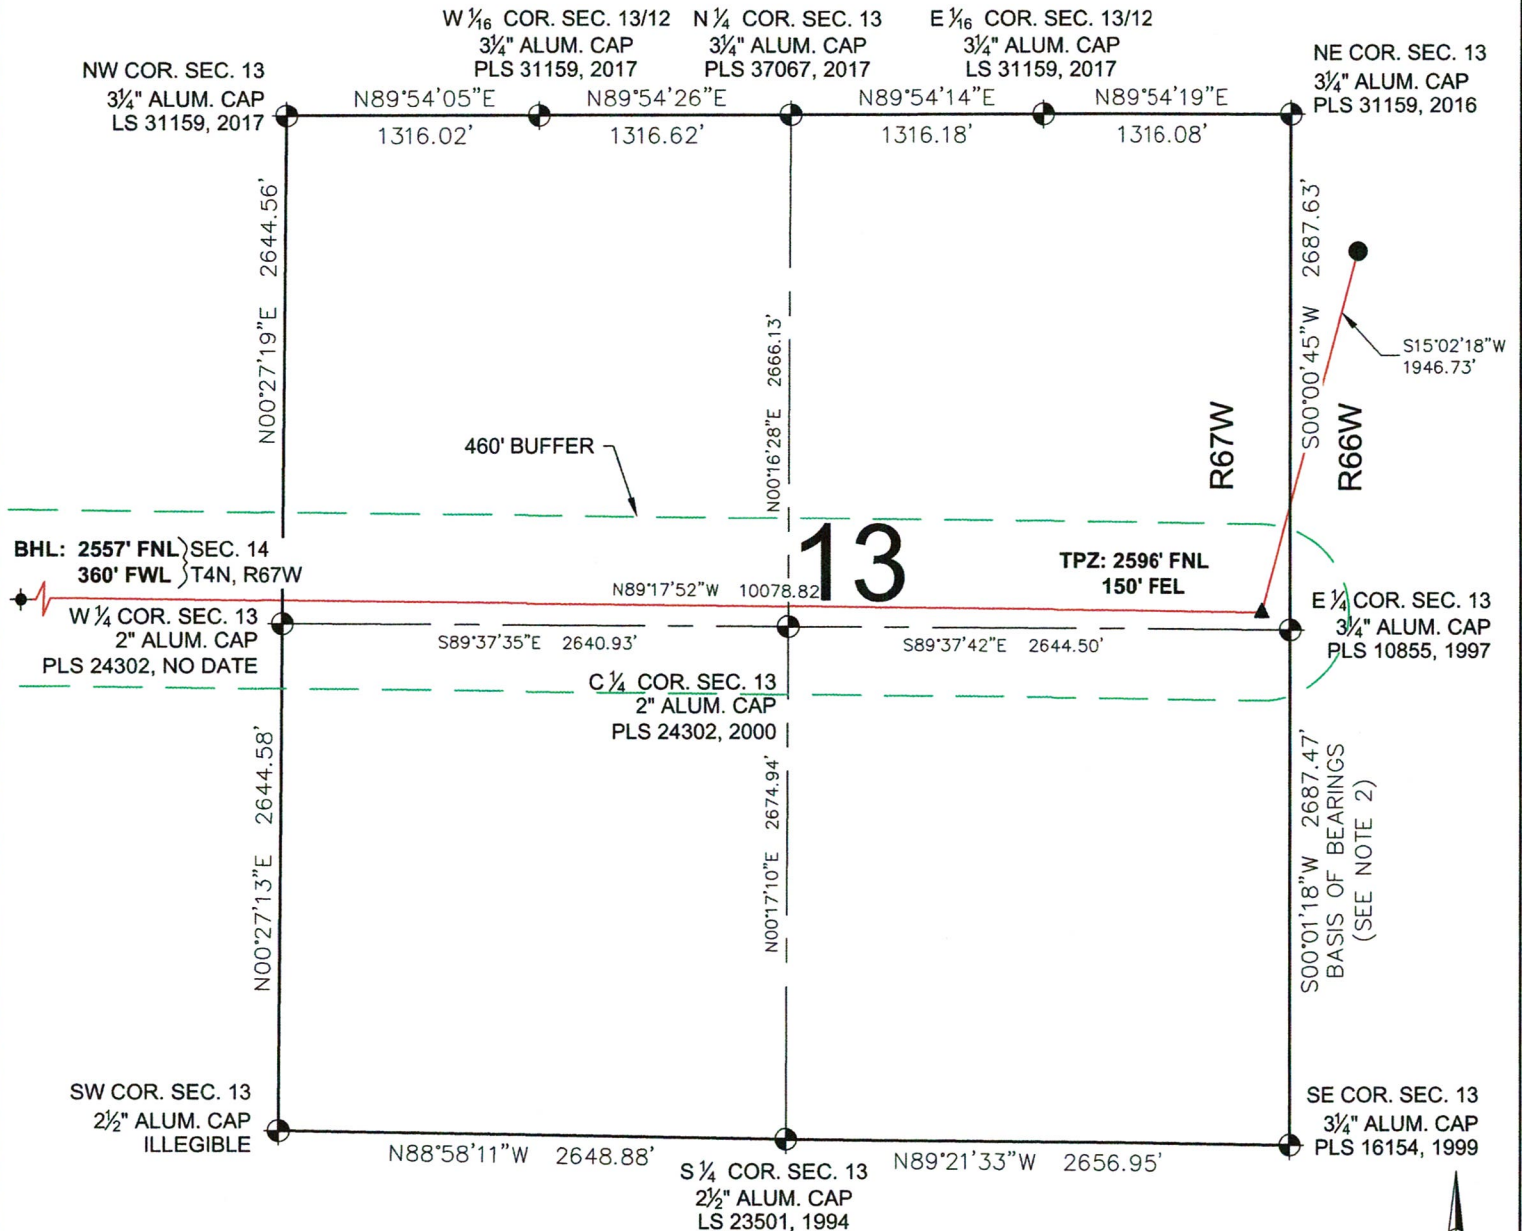 W 1/16 COR. SEC. 13/12
3¼" ALUM. CAP
PLS 31159, 2017
N ¼ COR. SEC. 13
3¼" ALUM. CAP
PLS 37067, 2017
E 1/16 COR. SEC. 13/12
3¼" ALUM. CAP
LS 31159, 2017
NE COR. SEC. 13
3¼" ALUM. CAP
PLS 31159, 2016
NW COR. SEC. 13
3¼" ALUM. CAP
LS 31159, 2017
N89°54'05"E
1316.02'
N89°54'26"E
1316.62'
N89°54'14"E
1316.18'
N89°54'19"E
1316.08'
N00°27'19"E 2644.56'
N00°16'28"E 2666.13'
S00°00'45"W 2687.63'
S15°02'18"W
1946.73'
R67W
R66W
460' BUFFER
13
BHL: 2557' FNL SEC. 14
360' FWL T4N, R67W
TPZ: 2596' FNL
150' FEL
N89°17'52"W 10078.82
W ¼ COR. SEC. 13
2" ALUM. CAP
PLS 24302, NO DATE
S89°37'35"E 2640.93'
S89°37'42"E 2644.50'
E ¼ COR. SEC. 13
3¼" ALUM. CAP
PLS 10855, 1997
C ¼ COR. SEC. 13
2" ALUM. CAP
PLS 24302, 2000
N00°27'13"E 2644.58'
N00°17'10"E 2674.94'
S00°01'18"W 2687.47'
BASIS OF BEARINGS
(SEE NOTE 2)
SW COR. SEC. 13
2½" ALUM. CAP
ILLEGIBLE
N88°58'11"W 2648.88'
S ¼ COR. SEC. 13
2½" ALUM. CAP
LS 23501, 1994
N89°21'33"W 2656.95'
SE COR. SEC. 13
3¼" ALUM. CAP
PLS 16154, 1999